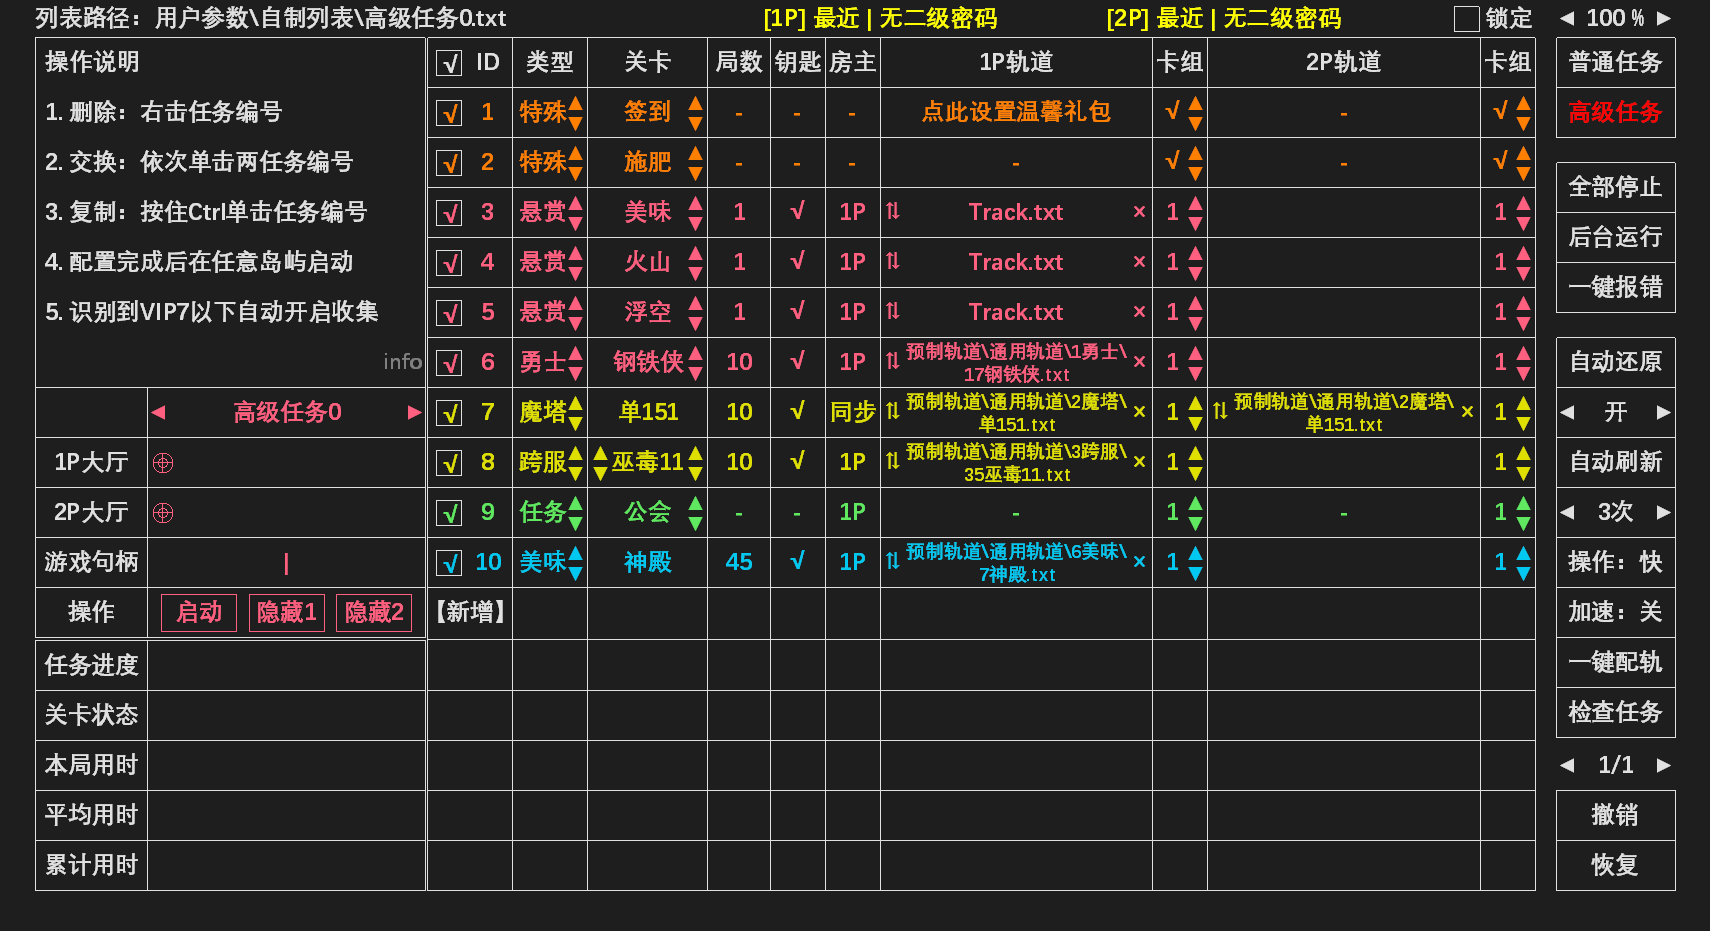 列表路径：用户参数\自制列表\高级任务0.txt [1P] 最近 | 无二级密码 [2P] 最近 | 无二级密码 锁定 ◀ 100 % ▶
操作说明
1. 删除：右击任务编号
2. 交换：依次单击两任务编号
3. 复制：按住Ctrl单击任务编号
4. 配置完成后在任意岛屿启动
5. 识别到VIP7以下自动开启收集
info
◀ 高级任务0 ▶
1P大厅
2P大厅
游戏句柄 |
操作 启动 隐藏1 隐藏2
任务进度
关卡状态
本局用时
平均用时
累计用时
√ ID 类型 关卡 局数 钥匙 房主 1P轨道 卡组 2P轨道 卡组
√ 1 特殊 签到 - - - 点此设置温馨礼包 √ - √
√ 2 特殊 施肥 - - - - √ - √
√ 3 悬赏 美味 1 √ 1P ⇅ Track.txt × 1 1
√ 4 悬赏 火山 1 √ 1P ⇅ Track.txt × 1 1
√ 5 悬赏 浮空 1 √ 1P ⇅ Track.txt × 1 1
√ 6 勇士 钢铁侠 10 √ 1P ⇅ 预制轨道\通用轨道\1勇士\
17钢铁侠.txt × 1 1
√ 7 魔塔 单151 10 √ 同步 ⇅ 预制轨道\通用轨道\2魔塔\
单151.txt × 1 ⇅ 预制轨道\通用轨道\2魔塔\
单151.txt × 1
√ 8 跨服 巫毒11 10 √ 1P ⇅ 预制轨道\通用轨道\3跨服\
35巫毒11.txt × 1 1
√ 9 任务 公会 - - 1P - 1 - 1
√ 10 美味 神殿 45 √ 1P ⇅ 预制轨道\通用轨道\6美味\
7神殿.txt × 1 1
【新增】
普通任务
高级任务
全部停止
后台运行
一键报错
自动还原
◀ 开 ▶
自动刷新
◀ 3次 ▶
操作：快
加速：关
一键配轨
检查任务
◀ 1/1 ▶
撤销
恢复